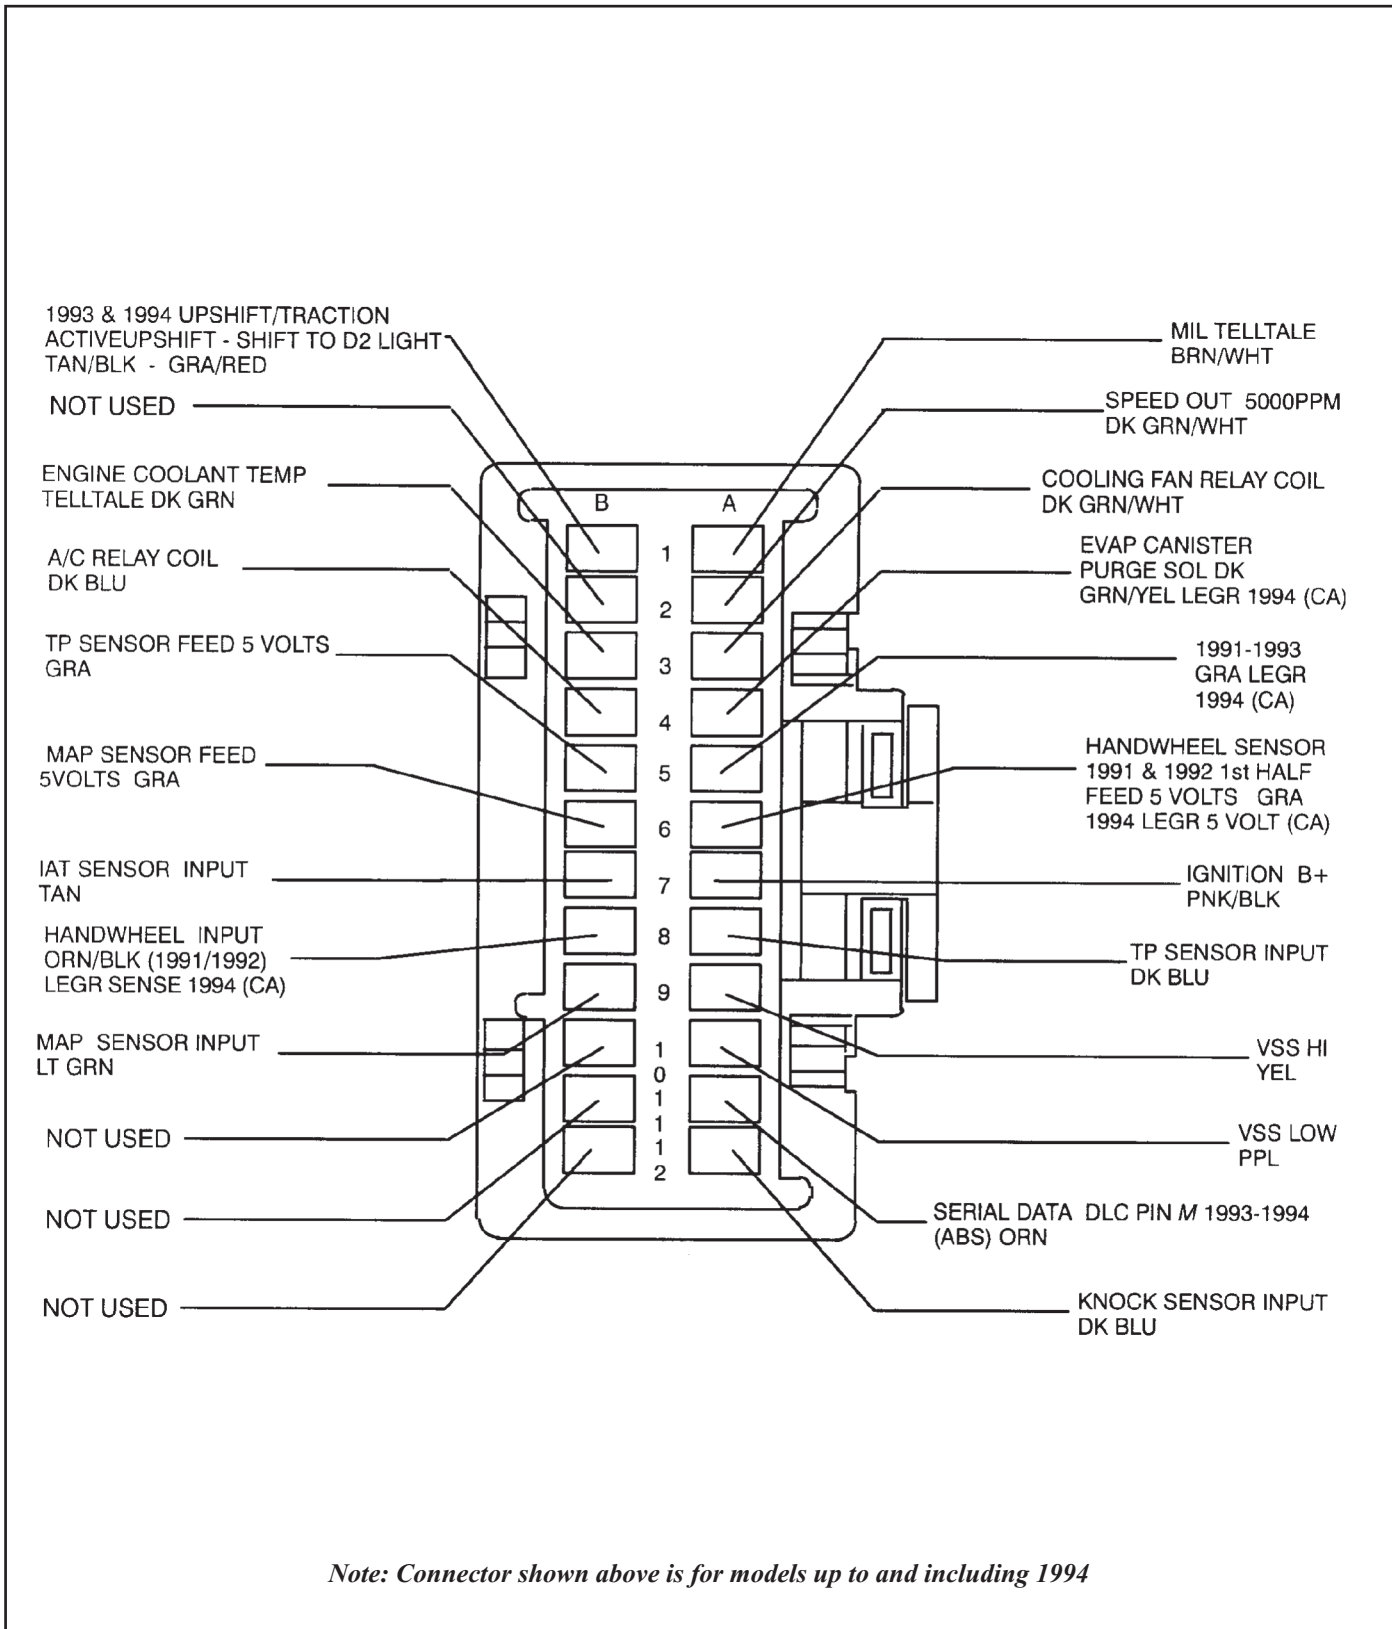 1993 & 1994 UPSHIFT/TRACTION
ACTIVEUPSHIFT - SHIFT TO D2 LIGHT
TAN/BLK - GRA/RED
NOT USED
ENGINE COOLANT TEMP
TELLTALE DK GRN
A/C RELAY COIL
DK BLU
TP SENSOR FEED 5 VOLTS
GRA
MAP SENSOR FEED
5VOLTS GRA
IAT SENSOR INPUT
TAN
HANDWHEEL INPUT
ORN/BLK (1991/1992)
LEGR SENSE 1994 (CA)
MAP SENSOR INPUT
LT GRN
NOT USED
NOT USED
NOT USED
B A
1
2
3
4
5
6
7
8
9
1
0
1
1
1
2
MIL TELLTALE
BRN/WHT
SPEED OUT 5000PPM
DK GRN/WHT
COOLING FAN RELAY COIL
DK GRN/WHT
EVAP CANISTER
PURGE SOL DK
GRN/YEL LEGR 1994 (CA)
1991-1993
GRA LEGR
1994 (CA)
HANDWHEEL SENSOR
1991 & 1992 1st HALF
FEED 5 VOLTS GRA
1994 LEGR 5 VOLT (CA)
IGNITION B+
PNK/BLK
TP SENSOR INPUT
DK BLU
VSS HI
YEL
VSS LOW
PPL
SERIAL DATA DLC PIN M 1993-1994
(ABS) ORN
KNOCK SENSOR INPUT
DK BLU
Note: Connector shown above is for models up to and including 1994